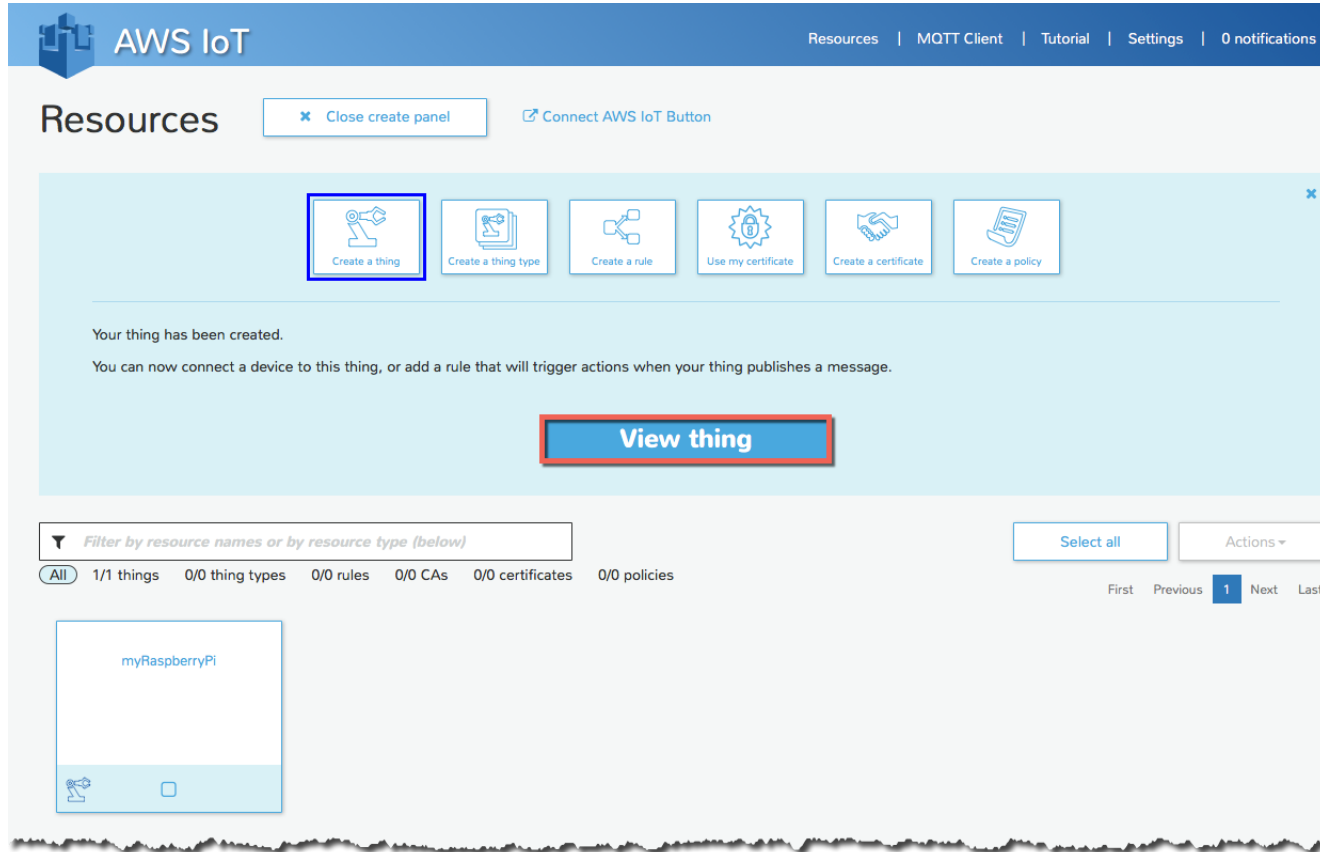 AWS IoT
Resources | MQTT Client | Tutorial | Settings | 0 notifications
Resources
✖ Close create panel
Connect AWS IoT Button
Create a thing
Create a thing type
Create a rule
Use my certificate
Create a certificate
Create a policy
Your thing has been created.
You can now connect a device to this thing, or add a rule that will trigger actions when your thing publishes a message.
View thing
Filter by resource names or by resource type (below)
Select all
Actions
All 1/1 things 0/0 thing types 0/0 rules 0/0 CAs 0/0 certificates 0/0 policies
First Previous 1 Next Last
myRaspberryPi